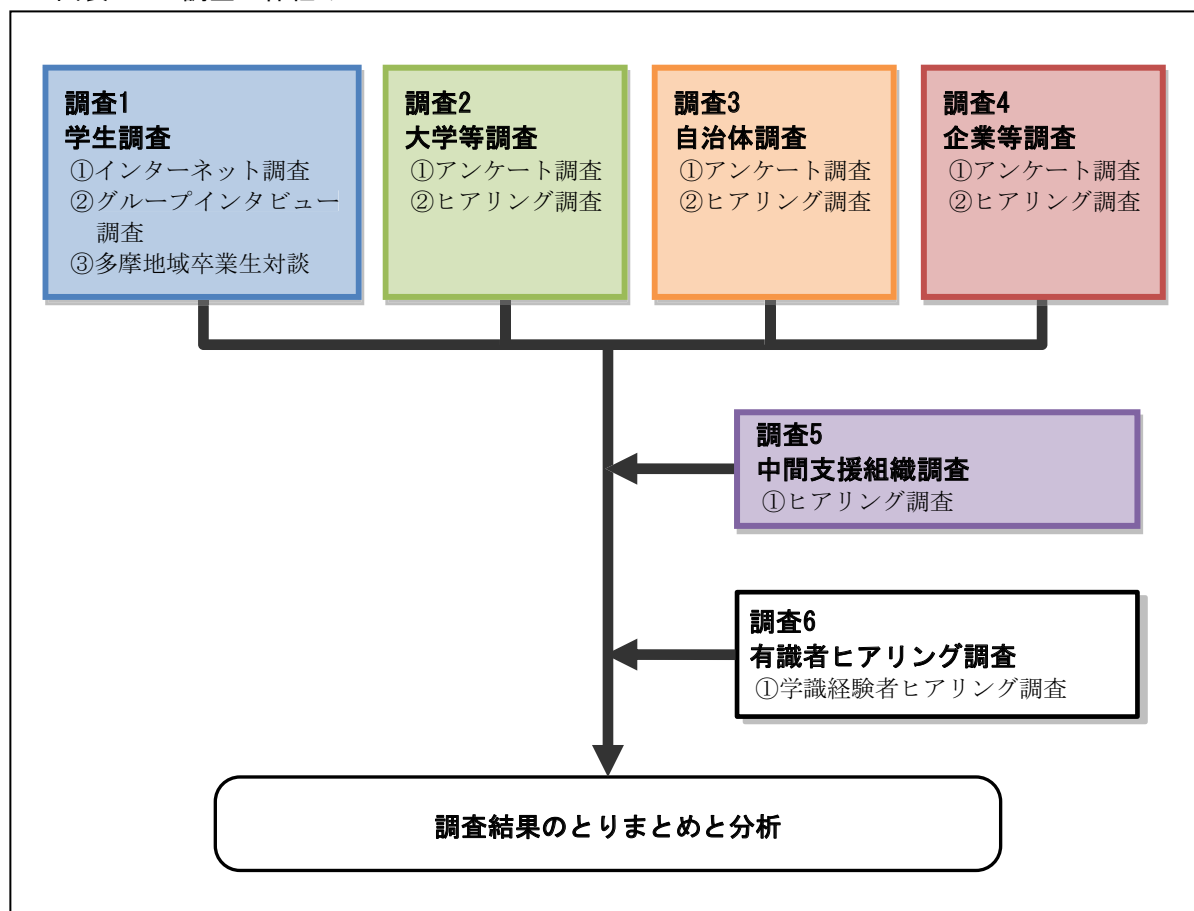 調査1
学生調査
①インターネット調査
②グループインタビュー
調査
③多摩地域卒業生対談
調査2
大学等調査
①アンケート調査
②ヒアリング調査
調査3
自治体調査
①アンケート調査
②ヒアリング調査
調査4
企業等調査
①アンケート調査
②ヒアリング調査
調査5
中間支援組織調査
①ヒアリング調査
調査6
有識者ヒアリング調査
①学識経験者ヒアリング調査
調査結果のとりまとめと分析